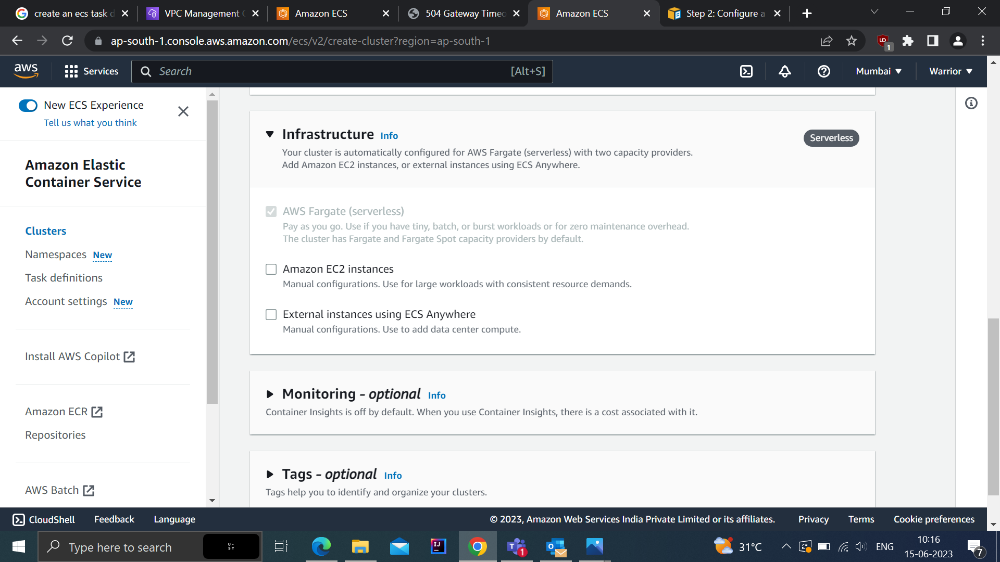 create an ecs task d
VPC Management C
Amazon ECS
504 Gateway Timeo
Amazon ECS
Step 2: Configure a
ap-south-1.console.aws.amazon.com/ecs/v2/create-cluster?region=ap-south-1
1
aws
Services
Search
[Alt+S]
Mumbai
Warrior
New ECS Experience
Tell us what you think
Amazon Elastic
Container Service
Clusters
Namespaces New
Task definitions
Account settings New
Install AWS Copilot
Amazon ECR
Repositories
AWS Batch
Infrastructure Info
Serverless
Your cluster is automatically configured for AWS Fargate (serverless) with two capacity providers.
Add Amazon EC2 instances, or external instances using ECS Anywhere.
AWS Fargate (serverless)
Pay as you go. Use if you have tiny, batch, or burst workloads or for zero maintenance overhead.
The cluster has Fargate and Fargate Spot capacity providers by default.
Amazon EC2 instances
Manual configurations. Use for large workloads with consistent resource demands.
External instances using ECS Anywhere
Manual configurations. Use to add data center compute.
Monitoring - optional Info
Container Insights is off by default. When you use Container Insights, there is a cost associated with it.
Tags - optional Info
Tags help you to identify and organize your clusters.
CloudShell
Feedback
Language
© 2023, Amazon Web Services India Private Limited or its affiliates.
Privacy
Terms
Cookie preferences
Type here to search
IJ
T
1
31°C
ENG
10:16
15-06-2023
7